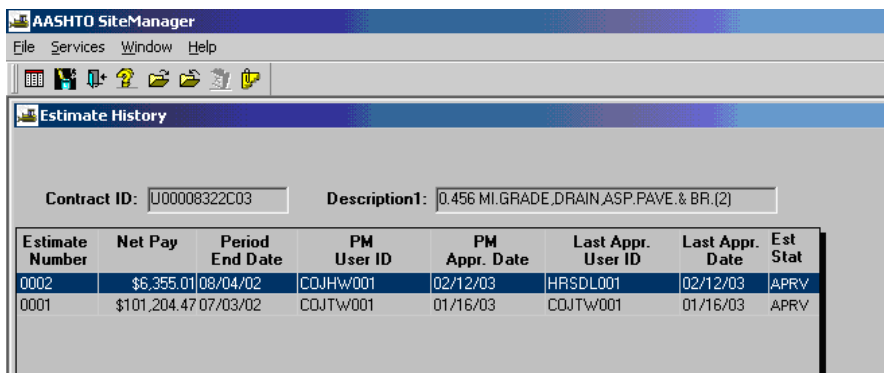 AASHTO SiteManager
File Services Window Help
Estimate History
Contract ID: U00008322C03 Description1: 0.456 MI.GRADE,DRAIN,ASP.PAVE.& BR.(2)
Estimate Number Net Pay Period End Date PM User ID PM Appr. Date Last Appr. User ID Last Appr. Date Est Stat
0002 $6,355.01 08/04/02 COJHW001 02/12/03 HRSDL001 02/12/03 APRV
0001 $101,204.47 07/03/02 COJTW001 01/16/03 COJTW001 01/16/03 APRV